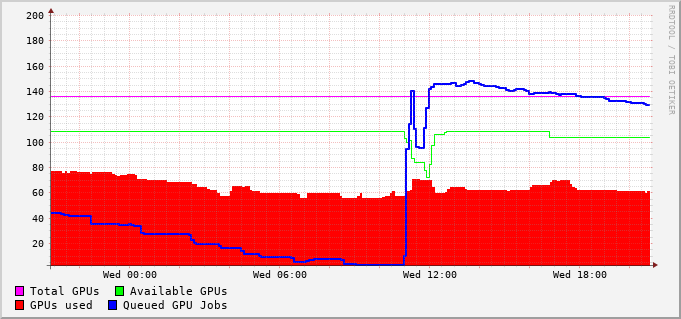 200
180
160
140
120
100
80
60
40
20
Wed 00:00 Wed 06:00 Wed 12:00 Wed 18:00
Total GPUs Available GPUs
GPUs used Queued GPU Jobs
RRDTOOL / TOBI OETIKER